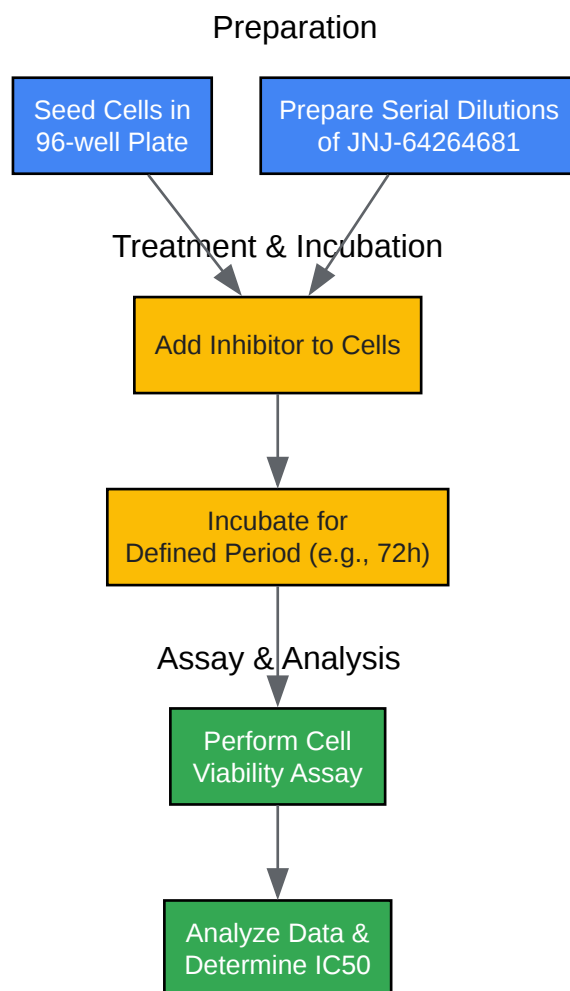 Preparation
Seed Cells in
96-well Plate
Prepare Serial Dilutions
of JNJ-64264681
Treatment & Incubation
Add Inhibitor to Cells
Incubate for
Defined Period (e.g., 72h)
Assay & Analysis
Perform Cell
Viability Assay
Analyze Data &
Determine IC50